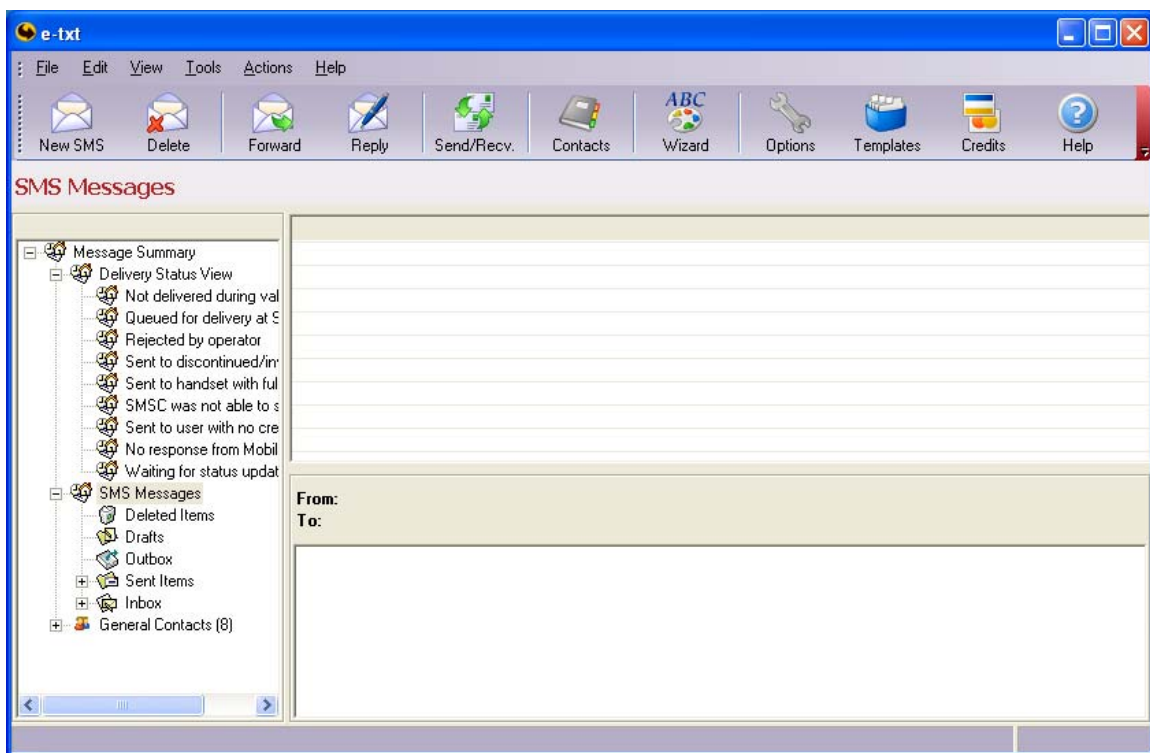 e-txt
File Edit View Tools Actions Help
New SMS Delete Forward Reply Send/Recv. Contacts ABC Wizard Options Templates Credits Help
SMS Messages
Message Summary
Delivery Status View
Not delivered during val
Queued for delivery at S
Rejected by operator
Sent to discontinued/in
Sent to handset with ful
SMSC was not able to s
Sent to user with no cre
No response from Mobil
Waiting for status updat
SMS Messages
Deleted Items
Drafts
Outbox
Sent Items
Inbox
General Contacts (8)
From:
To: